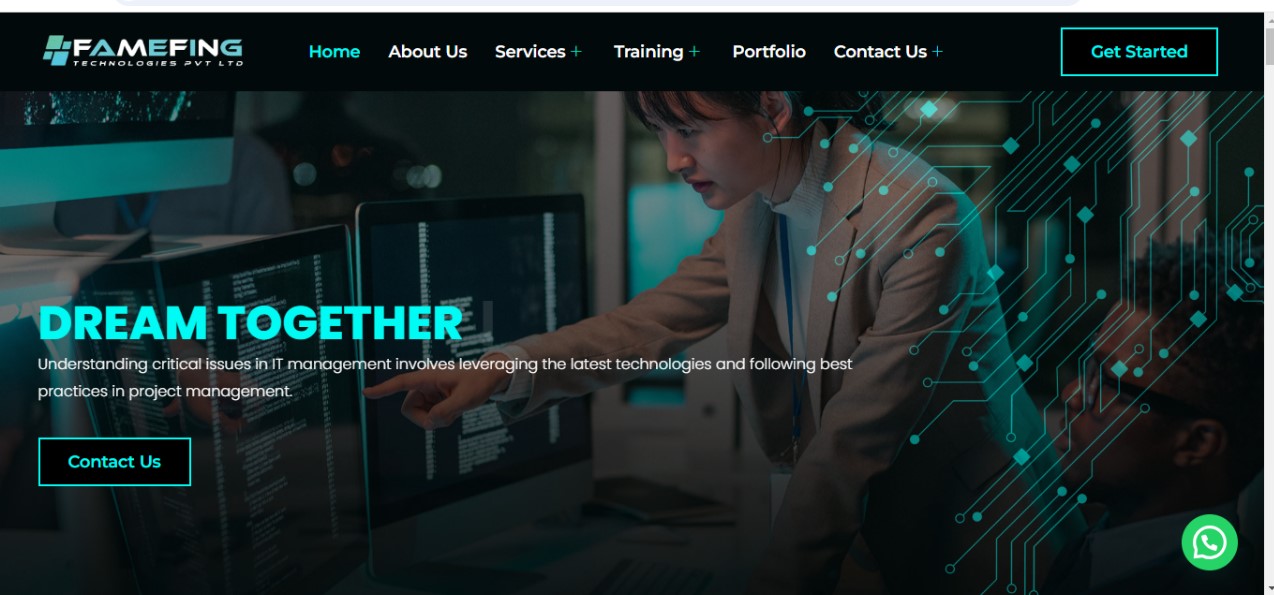 FAMEFING
TECHNOLOGIES PVT LTD
Home
About Us
Services +
Training +
Portfolio
Contact Us +
Get Started
DREAM TOGETHER
Understanding critical issues in IT management involves leveraging the latest technologies and following best
practices in project management.
Contact Us